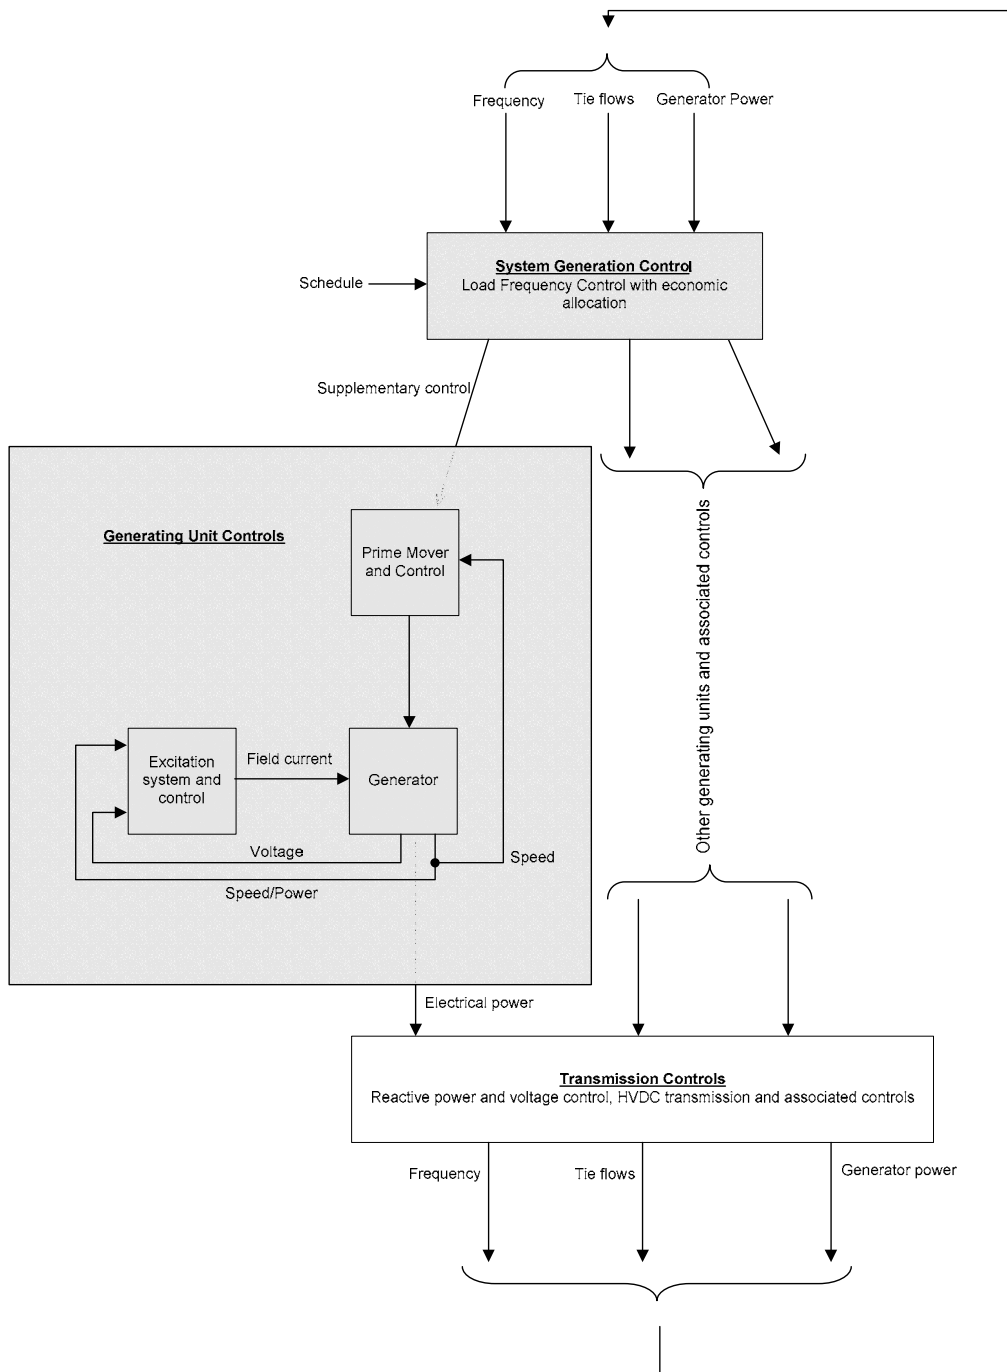 Frequency
Tie flows
Generator Power
System Generation Control
Load Frequency Control with economic
allocation
Schedule
Supplementary control
Generating Unit Controls
Prime Mover
and Control
Other generating units and associated controls
Excitation
system and
control
Field current
Generator
Voltage
Speed
Speed/Power
Electrical power
Transmission Controls
Reactive power and voltage control, HVDC transmission and associated controls
Frequency
Tie flows
Generator power